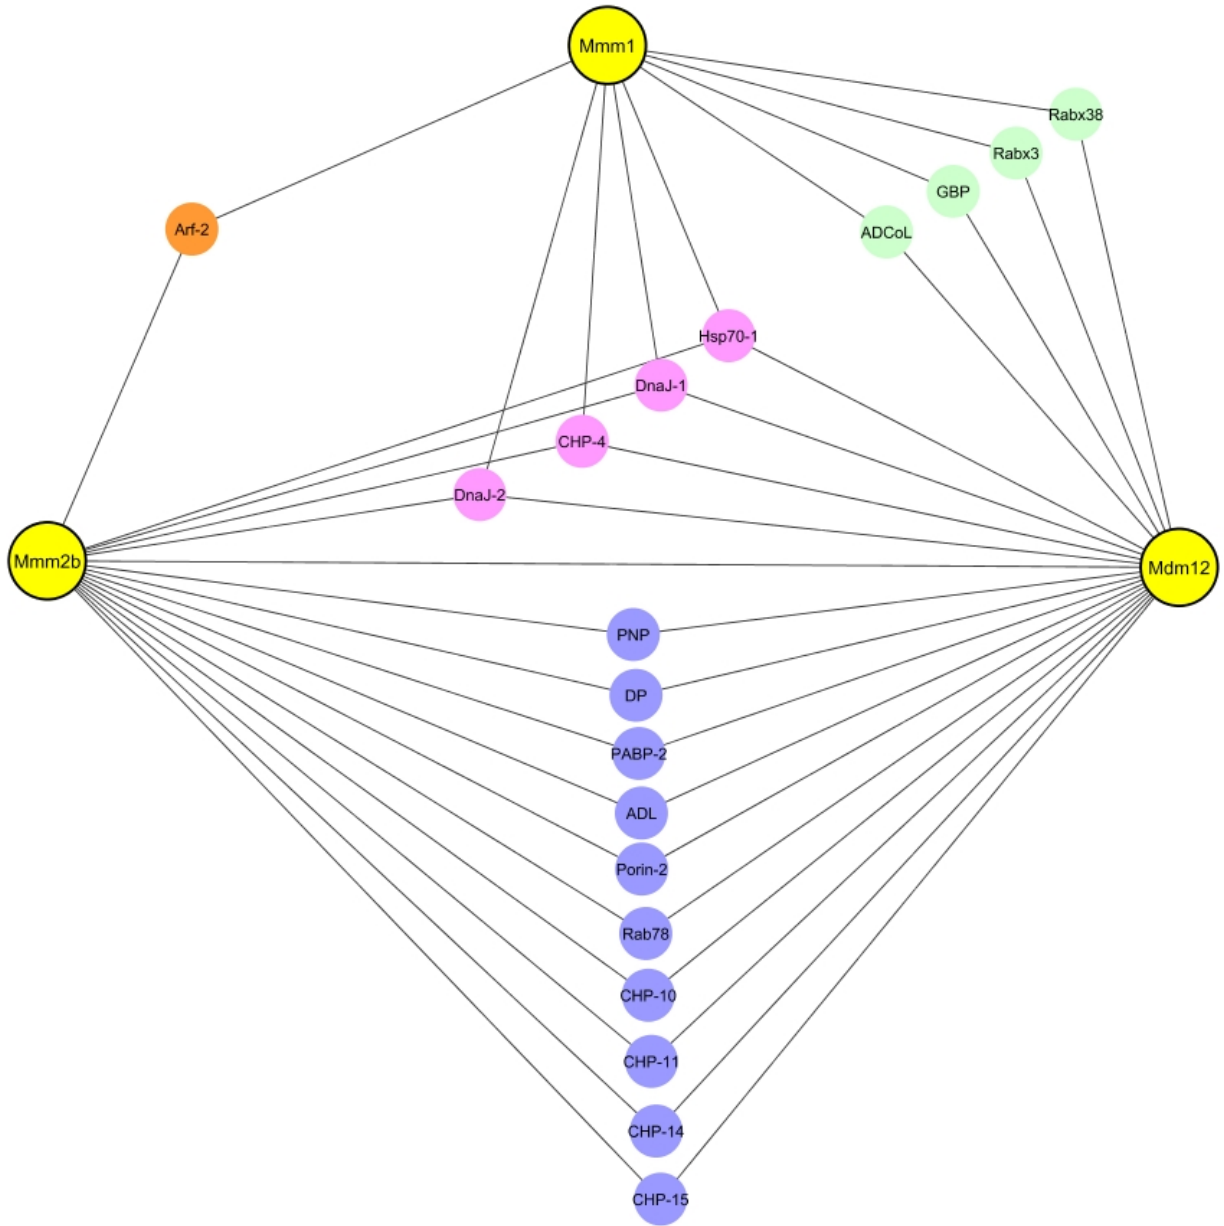 Mmm1
Rabx38
Rabx3
GBP
Arf-2
ADCoL
Hsp70-1
DnaJ-1
CHP-4
DnaJ-2
Mmm2b
Mdm12
PNP
DP
PABP-2
ADL
Porin-2
Rab78
CHP-10
CHP-11
CHP-14
CHP-15